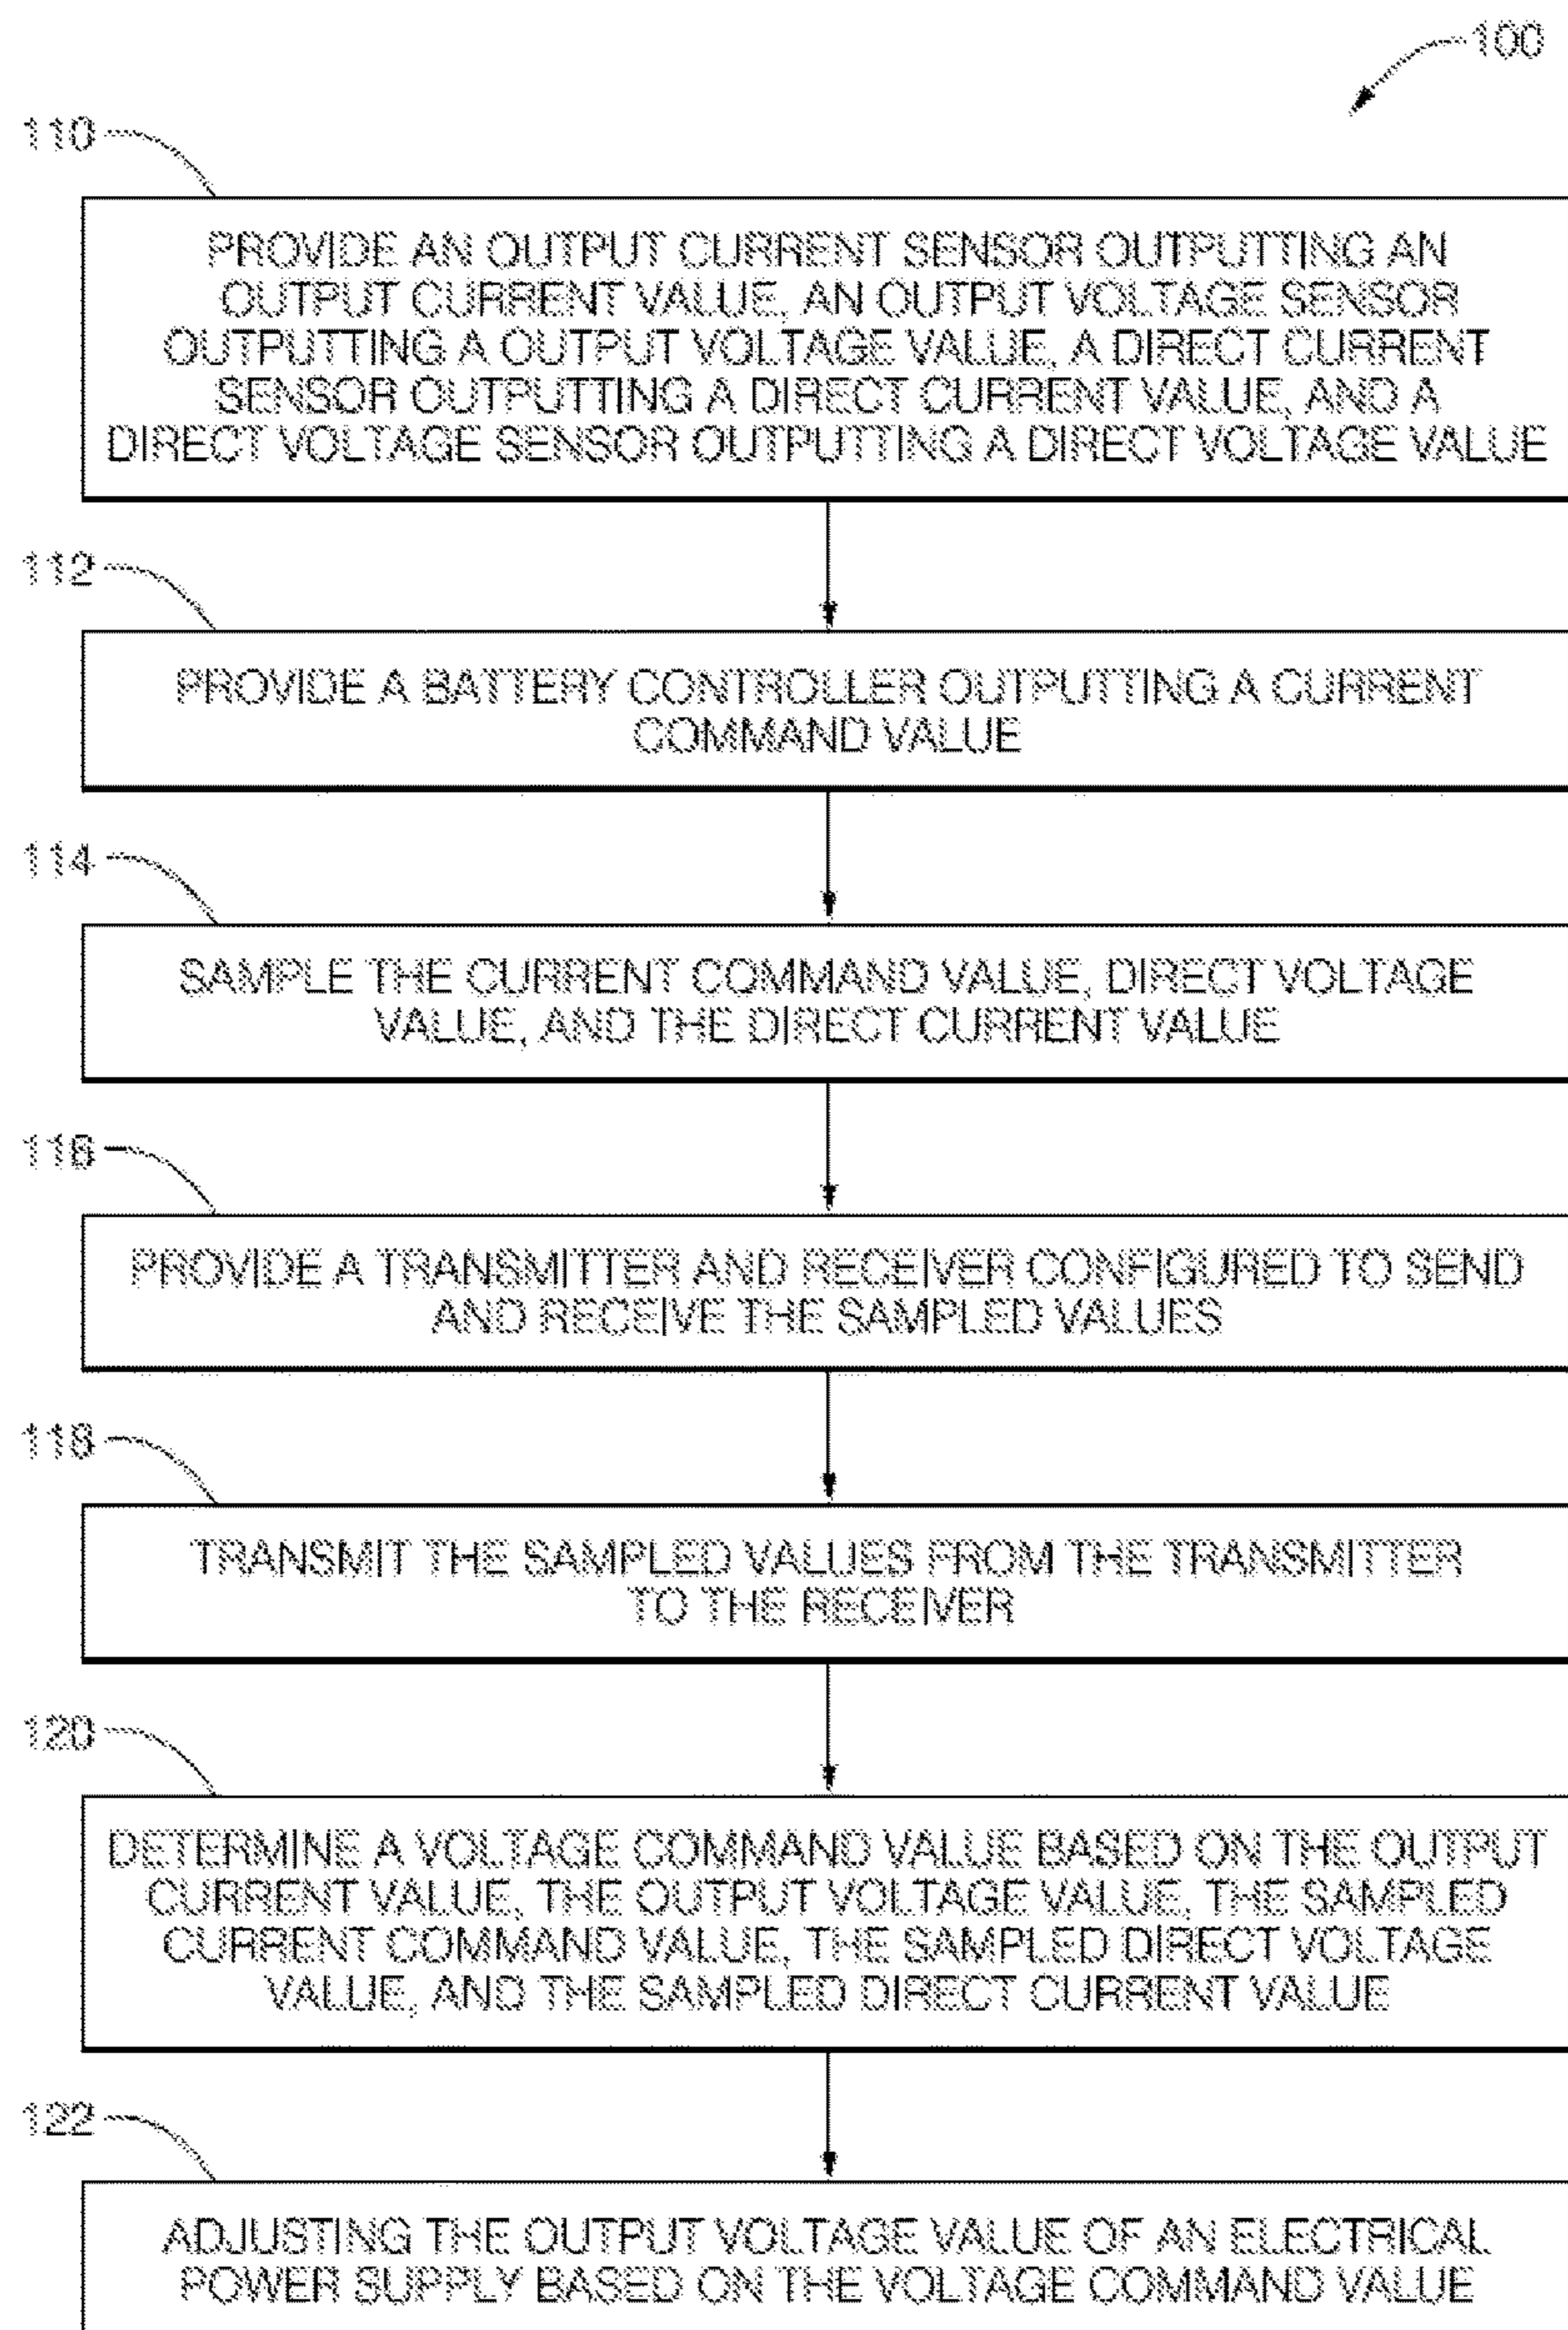 100
110
PROVIDE AN OUTPUT CURRENT SENSOR OUTPUTTING AN
OUTPUT CURRENT VALUE, AN OUTPUT VOLTAGE SENSOR
OUTPUTTING A OUTPUT VOLTAGE VALUE, A DIRECT CURRENT
SENSOR OUTPUTTING A DIRECT CURRENT VALUE, AND A
DIRECT VOLTAGE SENSOR OUTPUTTING A DIRECT VOLTAGE VALUE
112
PROVIDE A BATTERY CONTROLLER OUTPUTTING A CURRENT
COMMAND VALUE
114
SAMPLE THE CURRENT COMMAND VALUE, DIRECT VOLTAGE
VALUE, AND THE DIRECT CURRENT VALUE
116
PROVIDE A TRANSMITTER AND RECEIVER CONFIGURED TO SEND
AND RECEIVE THE SAMPLED VALUES
118
TRANSMIT THE SAMPLED VALUES FROM THE TRANSMITTER
TO THE RECEIVER
120
DETERMINE A VOLTAGE COMMAND VALUE BASED ON THE OUTPUT
CURRENT VALUE, THE OUTPUT VOLTAGE VALUE, THE SAMPLED
CURRENT COMMAND VALUE, THE SAMPLED DIRECT VOLTAGE
VALUE, AND THE SAMPLED DIRECT CURRENT VALUE
122
ADJUSTING THE OUTPUT VOLTAGE VALUE OF AN ELECTRICAL
POWER SUPPLY BASED ON THE VOLTAGE COMMAND VALUE